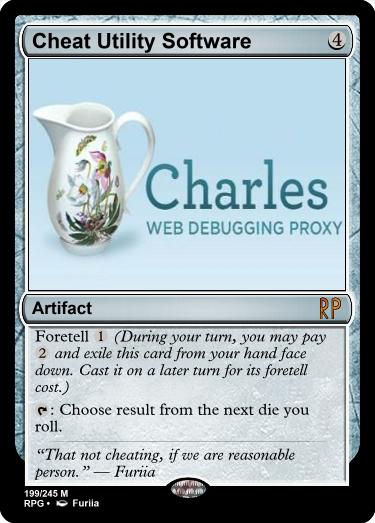 Cheat Utility Software 4
Charles
WEB DEBUGGING PROXY
Artifact RP
Foretell 1 (During your turn, you may pay
2 and exile this card from your hand face
down. Cast it on a later turn for its foretell
cost.)
: Choose result from the next die you
roll.
“That not cheating, if we are reasonable
person.” — Furiia
199/245 M
RPG • Furiia